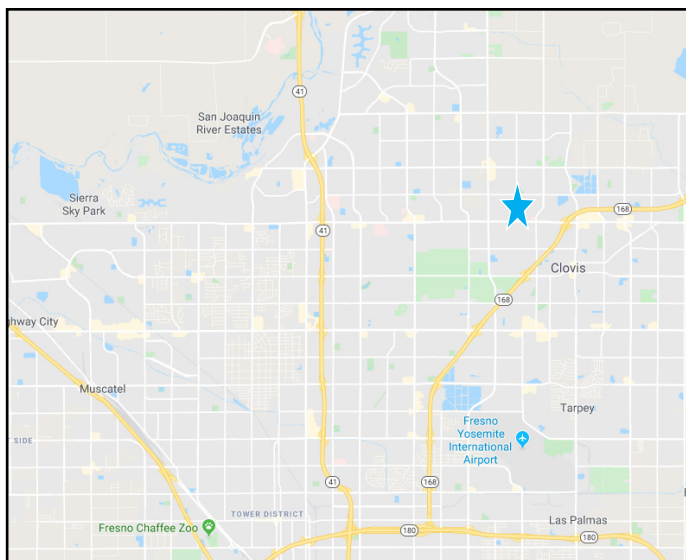 41
San Joaquin
River Estates
Sierra
Sky Park
168
41
Clovis
168
ghway City
Muscatel
Tarpey
Fresno
Yosemite
International
Airport
T SIDE
41
168
TOWER DISTRICT
Las Palmas
Fresno Chaffee Zoo
180
180